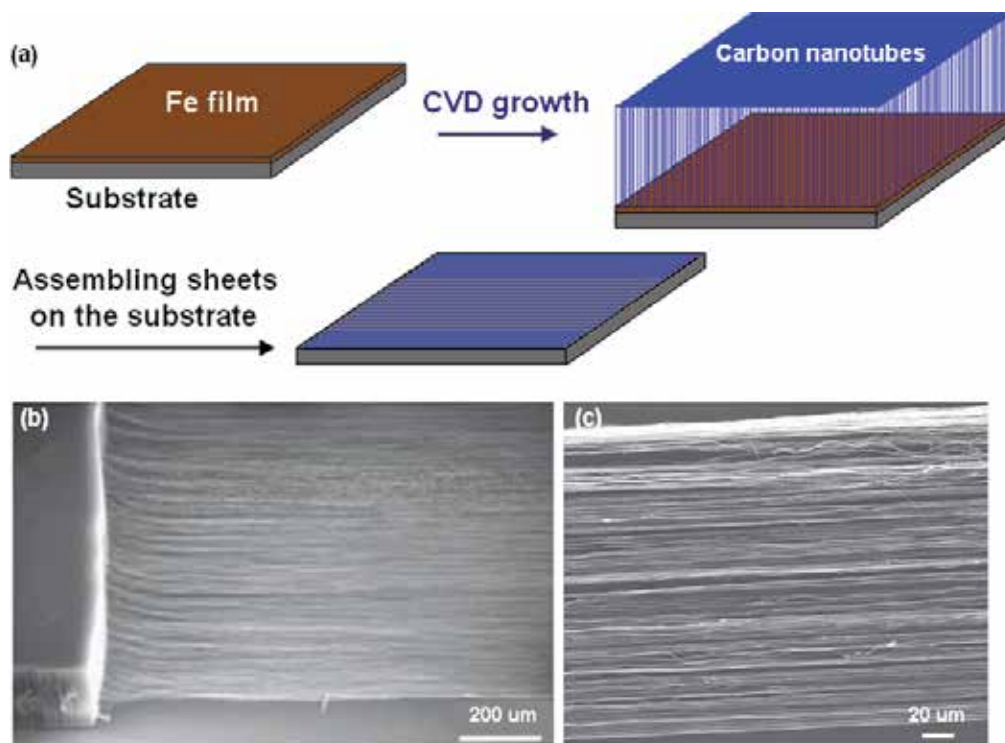 (a)
Fe film
Substrate
CVD growth
Carbon nanotubes
Assembling sheets
on the substrate
(b)
200 um
(c)
20 um